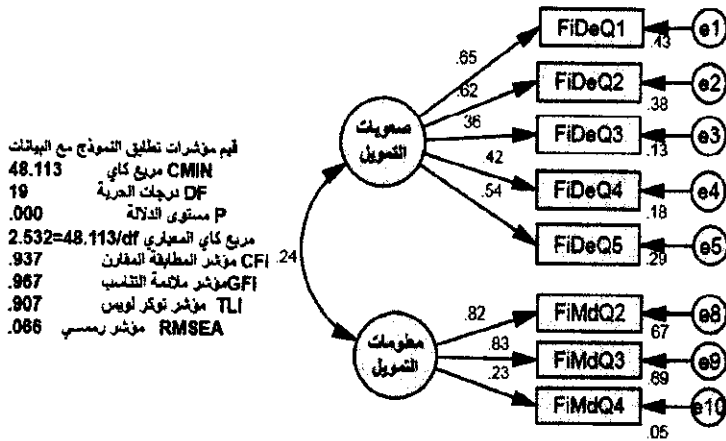 قيم مؤشرات تطابق النموذج مع البيانات
CMIN مربع كاي 48.113
DF درجات الحرية 19
P مستوى الدلالة .000
مربع كاي المعياري 2.532=48.113/df
CFI مؤشر المطابقة المقارن .937
GFI مؤشر ملائمة التناسب .967
TLI مؤشر توكر لويس .907
RMSEA مؤشر رمسي .066
صعوبات
التمويل
معلومات
التمويل
.24
.65
.62
.36
.42
.54
.82
.83
.23
FiDeQ1
.43
e1
FiDeQ2
.38
e2
FiDeQ3
.13
e3
FiDeQ4
.18
e4
FiDeQ5
.29
e5
FiMdQ2
.67
e8
FiMdQ3
.69
e9
FiMdQ4
.05
e10